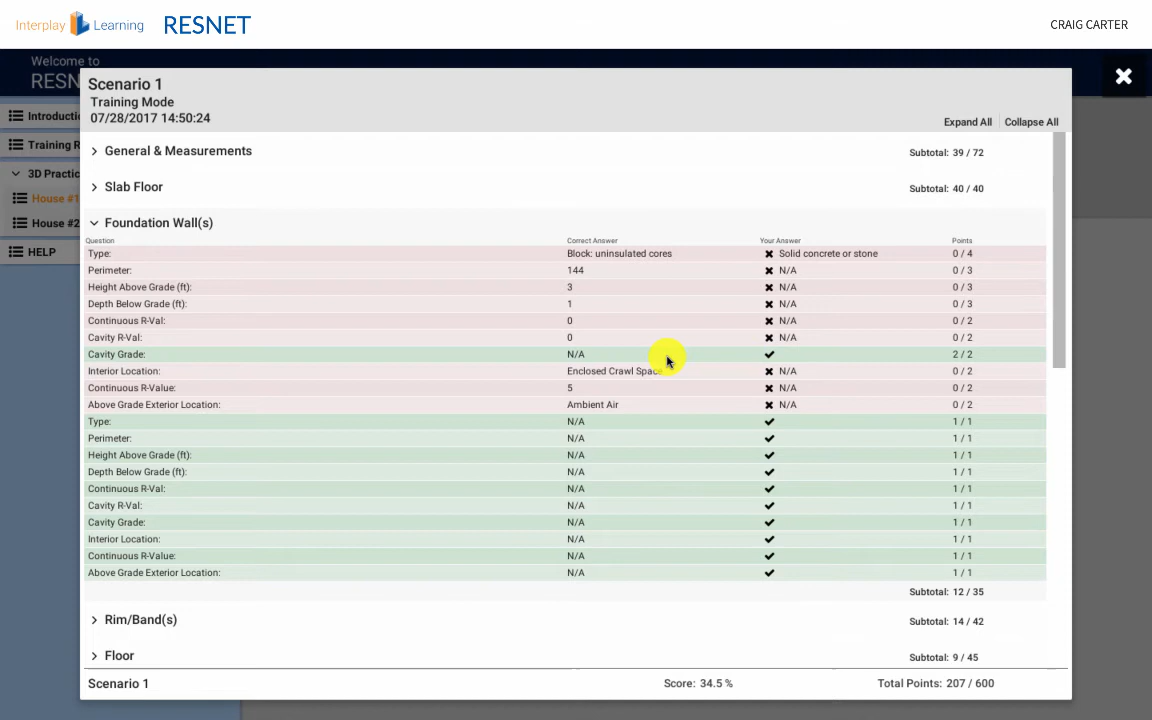 Interplay Learning RESNET CRAIG CARTER
Welcome to
RESN
Introducti
Training R
3D Practic
House #1
House #2
HELP
Scenario 1
Training Mode
07/28/2017 14:50:24
Expand All Collapse All
General & Measurements Subtotal: 39 / 72
Slab Floor Subtotal: 40 / 40
Foundation Wall(s)
Question Correct Answer Your Answer Points
Type: Block: uninsulated cores Solid concrete or stone 0 / 4
Perimeter: 144 N/A 0 / 3
Height Above Grade (ft): 3 N/A 0 / 3
Depth Below Grade (ft): 1 N/A 0 / 3
Continuous R-Val: 0 N/A 0 / 2
Cavity R-Val: 0 N/A 0 / 2
Cavity Grade: N/A 2 / 2
Interior Location: Enclosed Crawl Space N/A 0 / 2
Continuous R-Value: 5 N/A 0 / 2
Above Grade Exterior Location: Ambient Air N/A 0 / 2
Type: N/A 1 / 1
Perimeter: N/A 1 / 1
Height Above Grade (ft): N/A 1 / 1
Depth Below Grade (ft): N/A 1 / 1
Continuous R-Val: N/A 1 / 1
Cavity R-Val: N/A 1 / 1
Cavity Grade: N/A 1 / 1
Interior Location: N/A 1 / 1
Continuous R-Value: N/A 1 / 1
Above Grade Exterior Location: N/A 1 / 1
Subtotal: 12 / 35
Rim/Band(s) Subtotal: 14 / 42
Floor Subtotal: 9 / 45
Scenario 1 Score: 34.5 % Total Points: 207 / 600